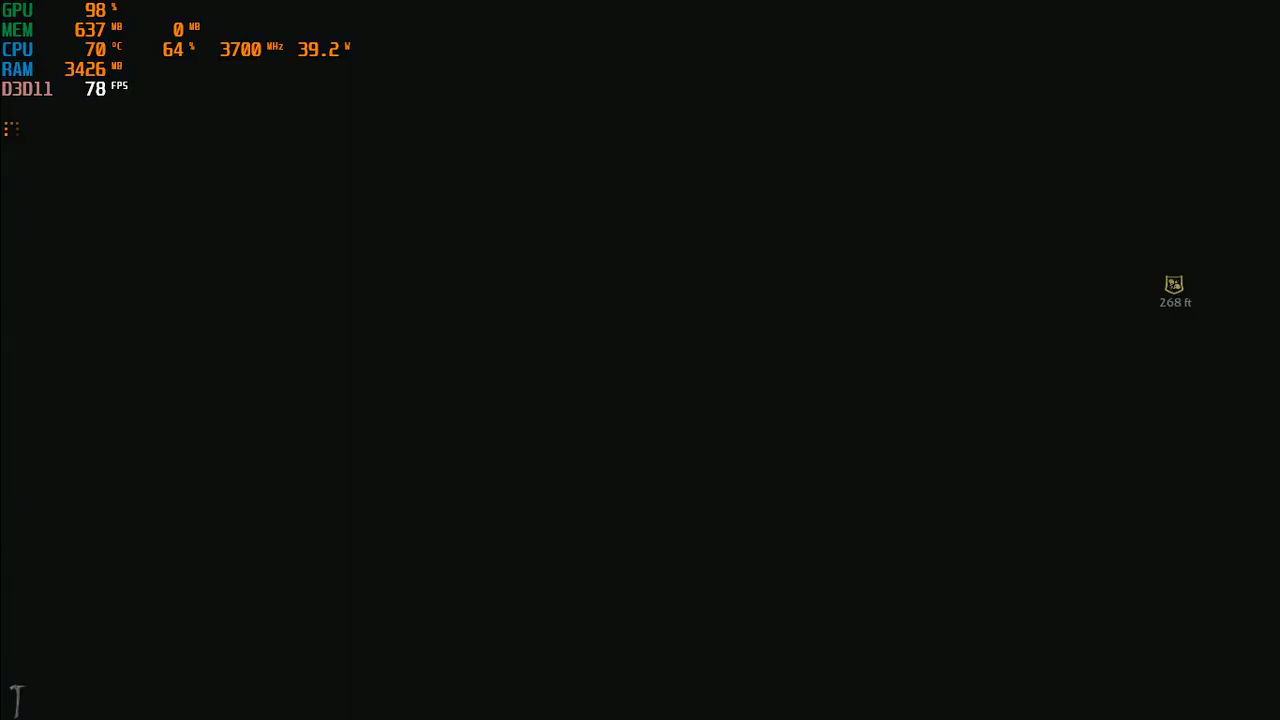 GPU 98 %
MEM 637 MB 0 MB
CPU 70 °C 64 % 3700 MHz 39.2 W
RAM 3426 MB
D3D11 78 FPS
268 ft